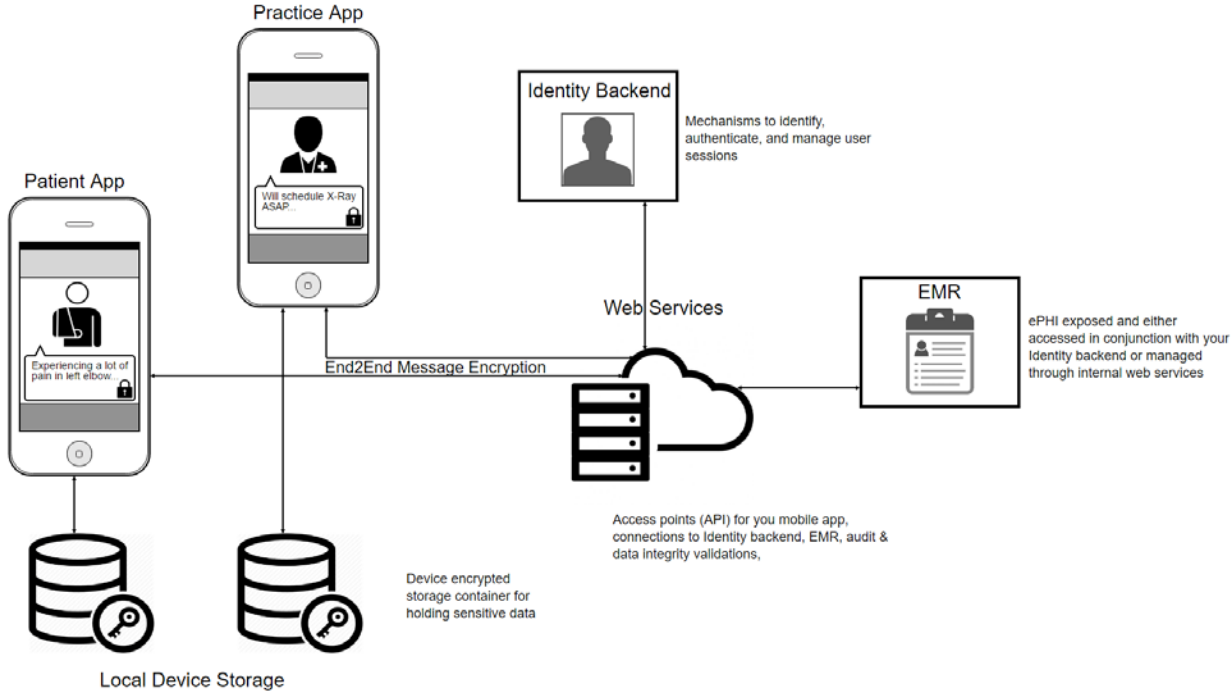 Practice App
Identity Backend
Mechanisms to identify,
authenticate, and manage user
sessions
Patient App
Will schedule X-Ray
ASAP...
EMR
Web Services
ePHI exposed and either
accessed in conjunction with your
Identity backend or managed
through internal web services
Experiencing a lot of
pain in left elbow...
End2End Message Encryption
Access points (API) for you mobile app,
connections to Identity backend, EMR, audit &
data integrity validations,
Device encrypted
storage container for
holding sensitive data
Local Device Storage